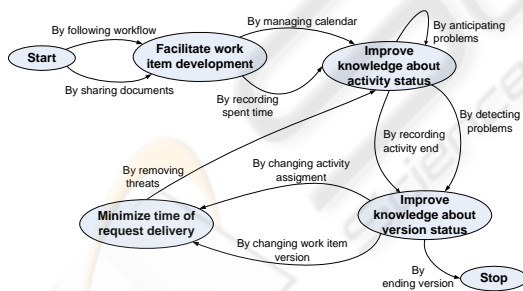 By following workflow
Start
By sharing documents
Facilitate work
item development
By managing calendar
By recording
spent time
By anticipating
problems
Improve
knowledge about
activity status
By recording
activity end
By detecting
problems
By removing
threats
By changing activity
assigment
Minimize time of
request delivery
By changing work item
version
Improve
knowledge about
version status
By
ending version
Stop